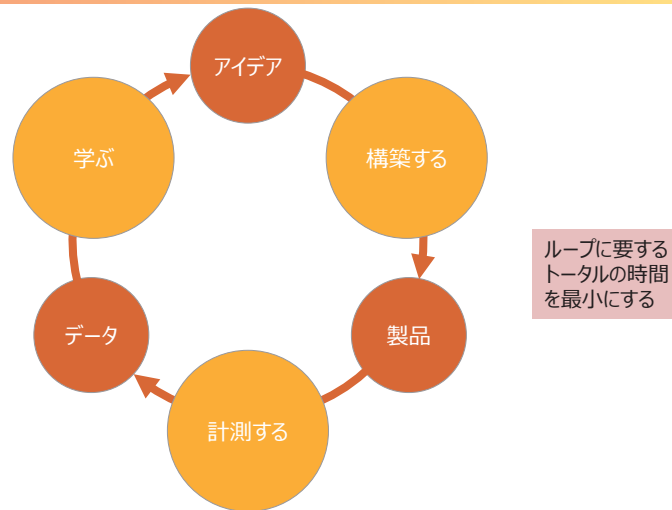 アイデア
学ぶ
構築する
ループに要する
トータルの時間
を最小にする
データ
製品
計測する